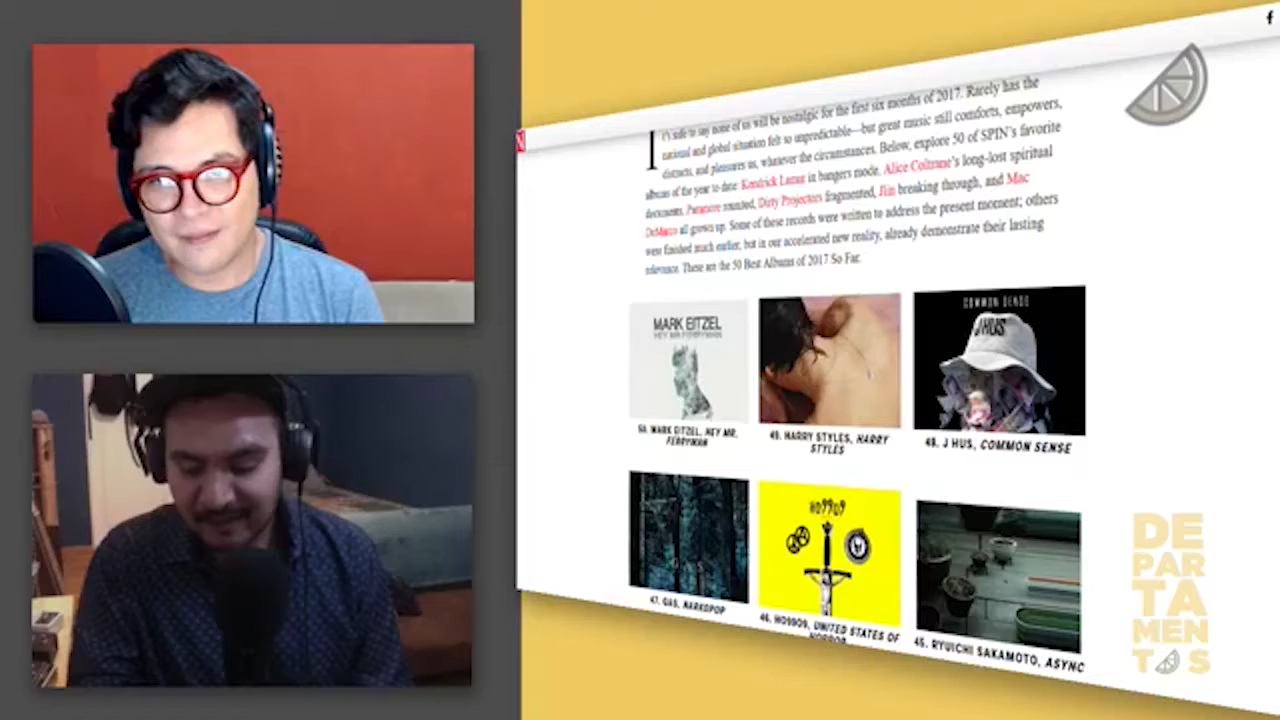 It's safe to say none of us will be nostalgic for the first six months of 2017. Rarely has the
national and global situation felt so unpredictable—but great music still comforts, empowers,
distracts, and pleasures us, whatever the circumstances. Below, explore 50 of SPIN's favorite
albums of the year to date: Kendrick Lamar in bangers mode, Alice Coltrane's long-lost spiritual
documents, Paramore reunited, Dirty Projectors fragmented, Jlin breaking through, and Mac
DeMarco all grown up. Some of these records were written to address the present moment; others
were finished much earlier, but in our accelerated new reality, already demonstrate their lasting
relevance. These are the 50 Best Albums of 2017 So Far.
MARK EITZEL
HEY MR FERRYMAN
COMMON SENSE
JHUS
50. MARK EITZEL, HEY MR.
FERRYMAN
49. HARRY STYLES, HARRY
STYLES
48. J HUS, COMMON SENSE
HO99O9
47. GAS, NARKOPOP
46. HO99O9, UNITED STATES OF
HORROR
45. RYUICHI SAKAMOTO, ASYNC
DE
PAR
TA
MEN
TOS